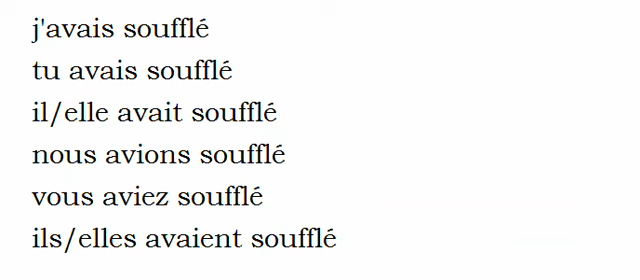 j'avais soufflé
tu avais soufflé
il/elle avait soufflé
nous avions soufflé
vous aviez soufflé
ils/elles avaient soufflé